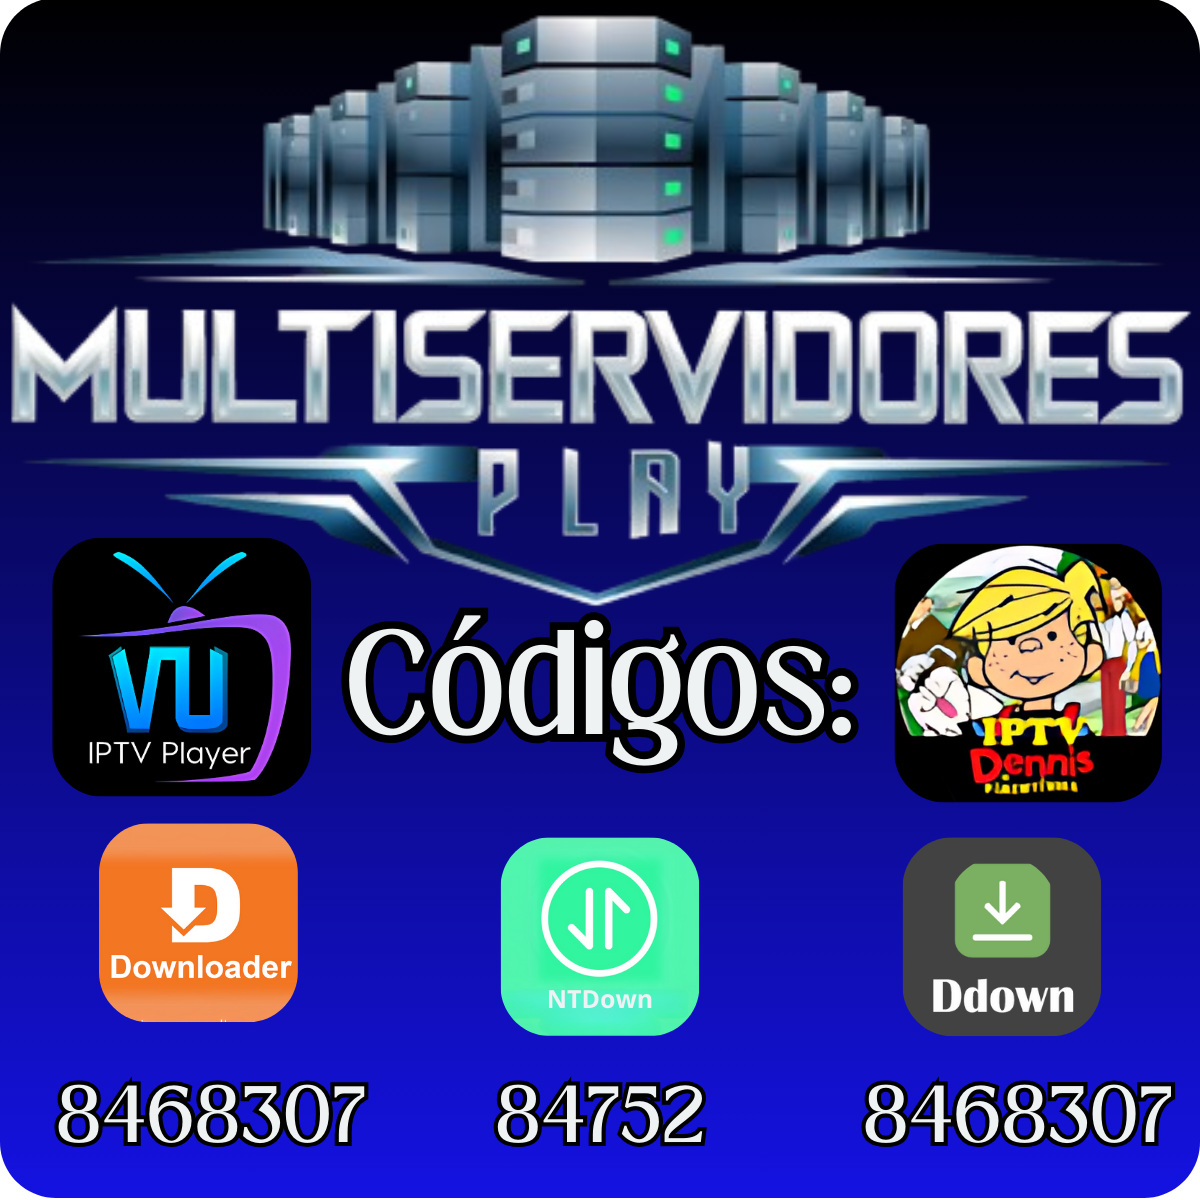 MULTISERVIDORES
PLAY
VU
IPTV Player
Códigos:
IPTV
Dennis
Downloader
NTDown
Ddown
8468307
84752
8468307